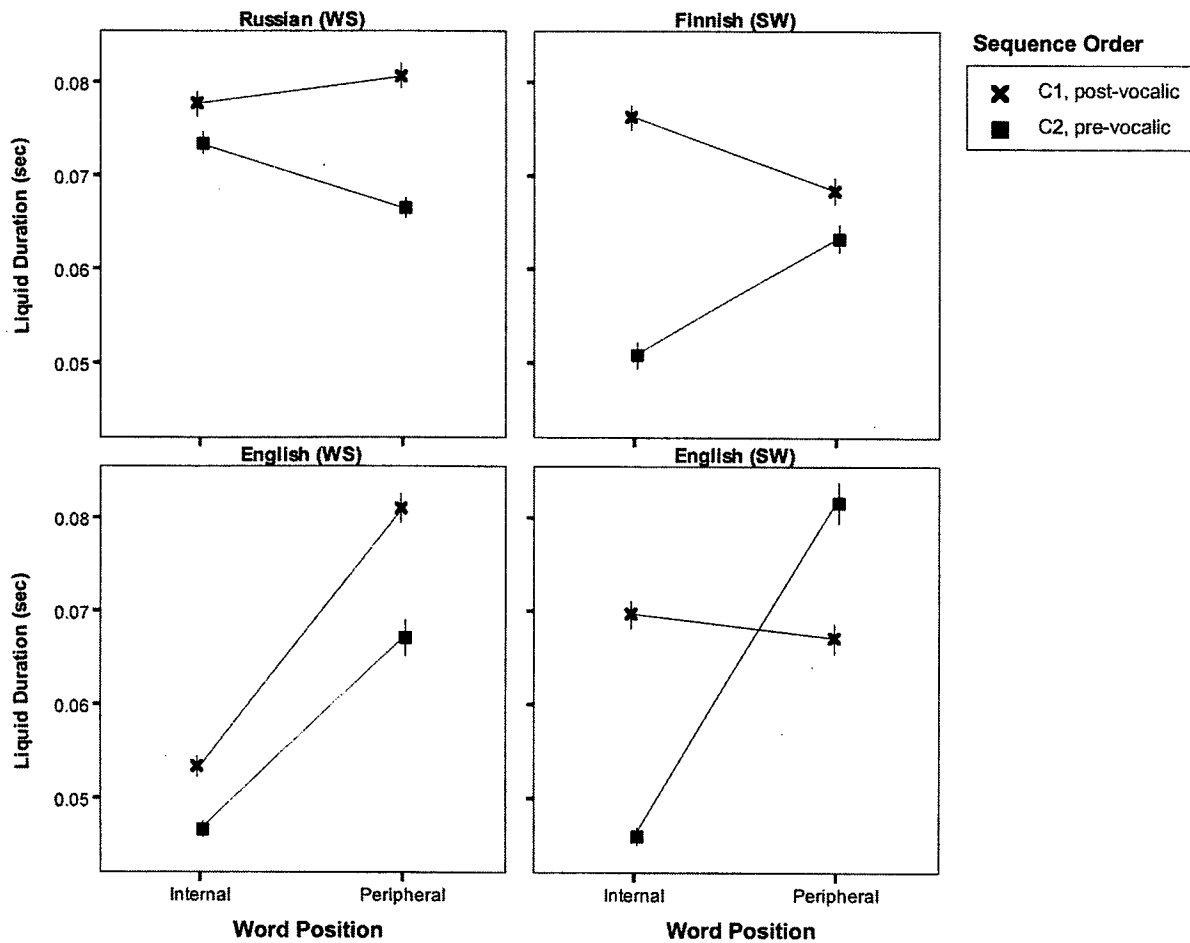 Russian (WS)
Finnish (SW)
Sequence Order
C1, post-vocalic
C2, pre-vocalic
Liquid Duration (sec)
0.08
0.07
0.06
0.05
English (WS)
English (SW)
Liquid Duration (sec)
0.08
0.07
0.06
0.05
Internal
Peripheral
Internal
Peripheral
Word Position
Word Position